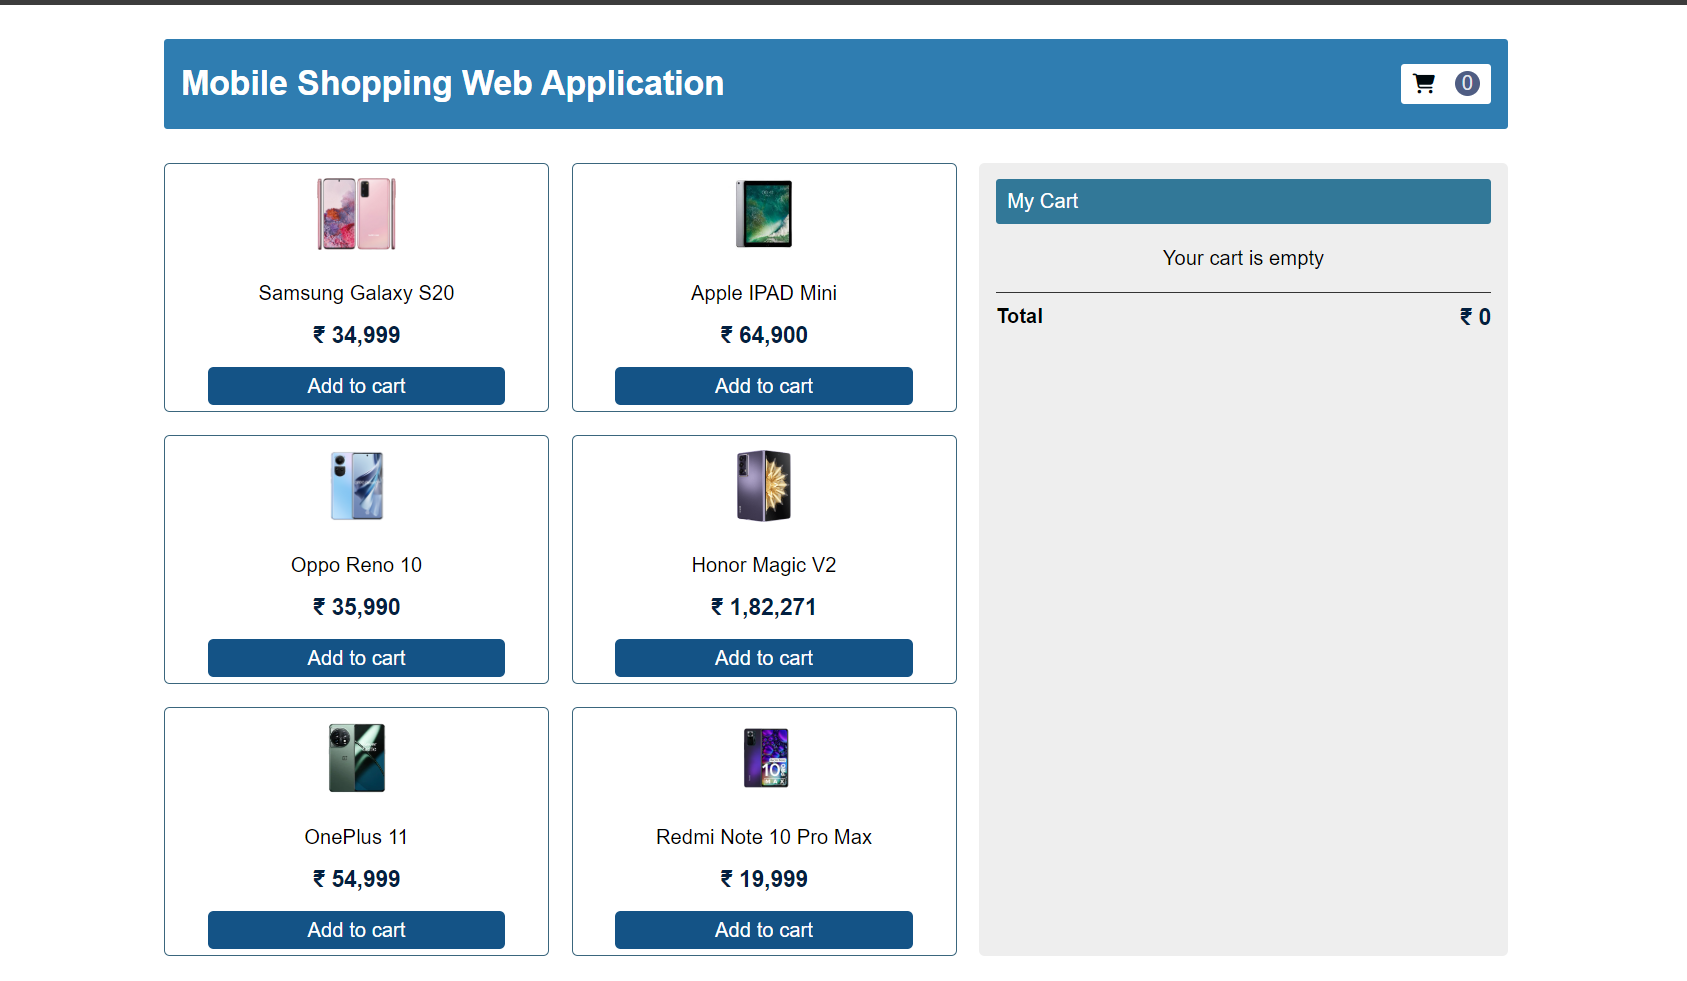 Mobile Shopping Web Application
0
Samsung Galaxy S20
₹ 34,999
Add to cart
Apple IPAD Mini
₹ 64,900
Add to cart
My Cart
Your cart is empty
Total ₹ 0
Oppo Reno 10
₹ 35,990
Add to cart
Honor Magic V2
₹ 1,82,271
Add to cart
OnePlus 11
₹ 54,999
Add to cart
10
MAX
Redmi Note 10 Pro Max
₹ 19,999
Add to cart